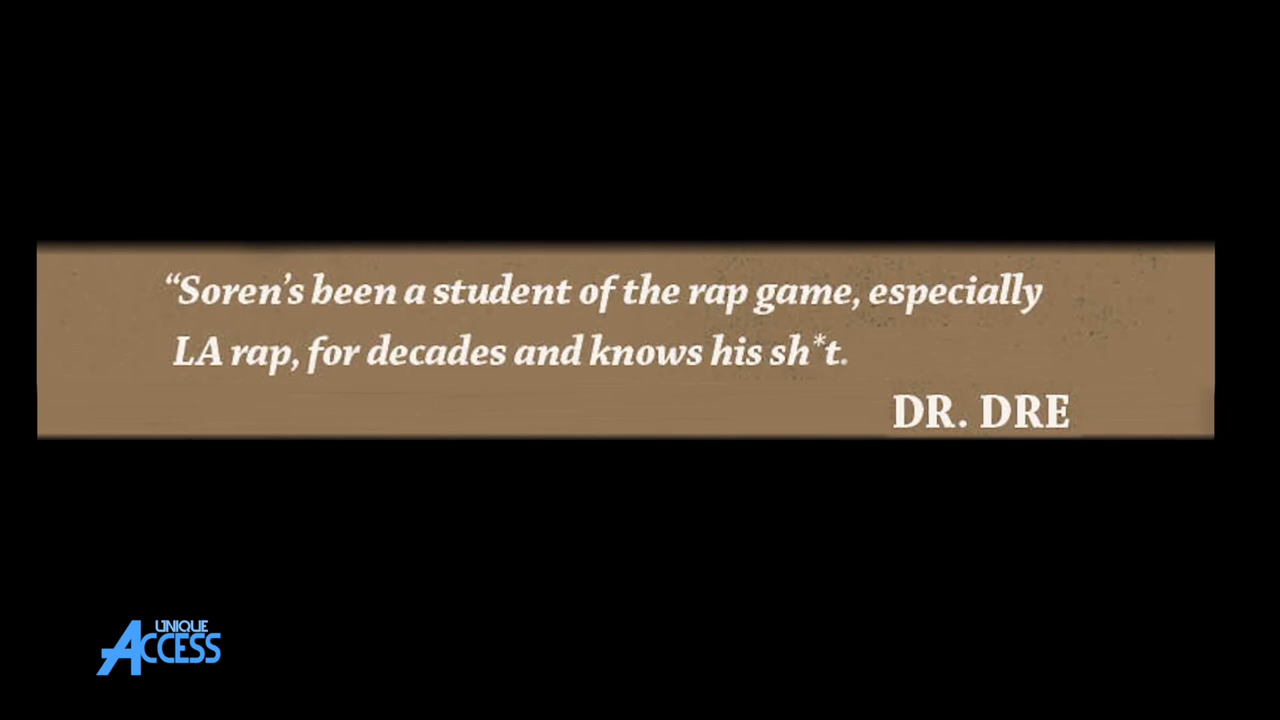 “Soren’s been a student of the rap game, especially
LA rap, for decades and knows his sh*t.
DR. DRE
UNIQUE
ACCESS